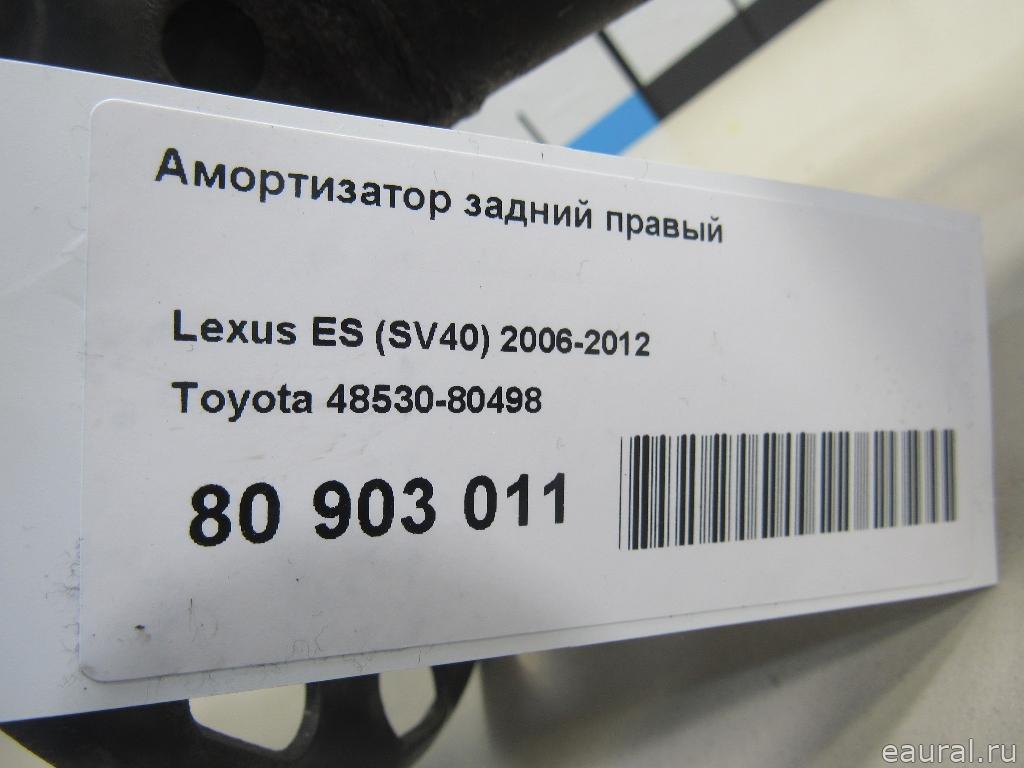 Амортизатор задний правый
Lexus ES (SV40) 2006-2012
Toyota 48530-80498
80 903 011
eaural.ru